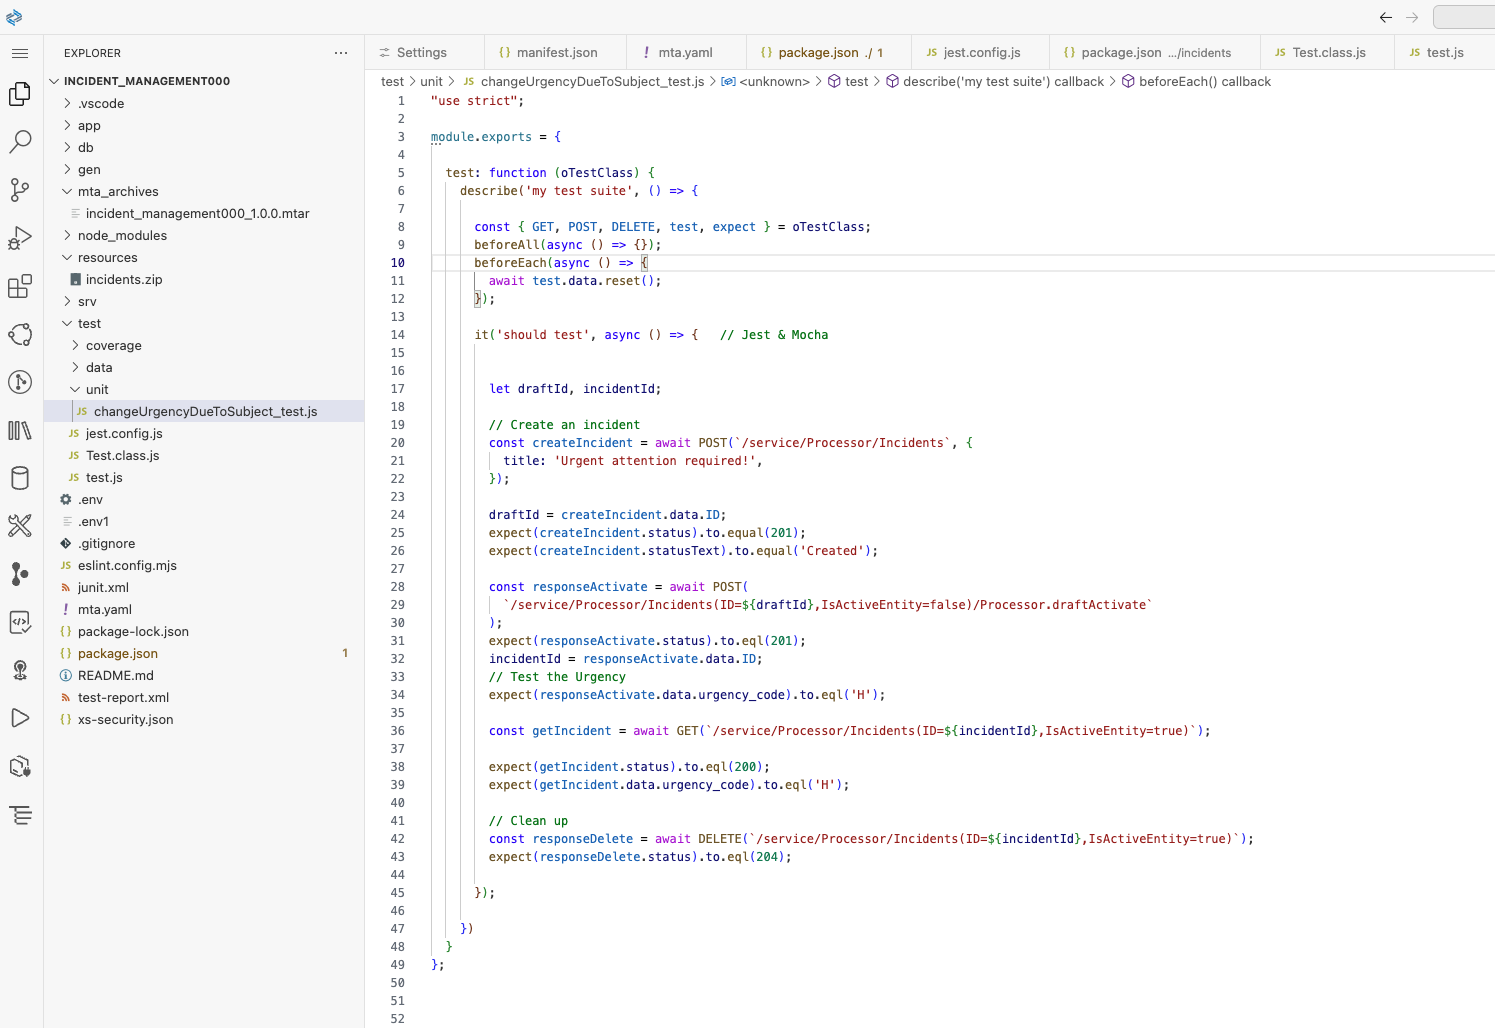 EXPLORER
INCIDENT_MANAGEMENT000
.vscode
app
db
gen
mta_archives
incident_management000_1.0.0.mtar
node_modules
resources
incidents.zip
srv
test
coverage
data
unit
JS changeUrgencyDueToSubject_test.js
JS jest.config.js
JS Test.class.js
JS test.js
.env
.env1
.gitignore
JS eslint.config.mjs
junit.xml
! mta.yaml
{} package-lock.json
{} package.json 1
README.md
test-report.xml
{} xs-security.json
Settings {} manifest.json ! mta.yaml {} package.json ./ 1 JS jest.config.js {} package.json .../incidents JS Test.class.js JS test.js
test > unit > JS changeUrgencyDueToSubject_test.js > <unknown> > test > describe('my test suite') callback > beforeEach() callback
1 "use strict";
2
3 module.exports = {
4
5 test: function (oTestClass) {
6 describe('my test suite', () => {
7
8 const { GET, POST, DELETE, test, expect } = oTestClass;
9 beforeAll(async () => {});
10 beforeEach(async () => {
11 await test.data.reset();
12 });
13
14 it('should test', async () => { // Jest & Mocha
15
16
17 let draftId, incidentId;
18
19 // Create an incident
20 const createIncident = await POST(`/service/Processor/Incidents`, {
21 title: 'Urgent attention required!',
22 });
23
24 draftId = createIncident.data.ID;
25 expect(createIncident.status).to.equal(201);
26 expect(createIncident.statusText).to.equal('Created');
27
28 const responseActivate = await POST(
29 `/service/Processor/Incidents(ID=${draftId},IsActiveEntity=false)/Processor.draftActivate`
30 );
31 expect(responseActivate.status).to.eql(201);
32 incidentId = responseActivate.data.ID;
33 // Test the Urgency
34 expect(responseActivate.data.urgency_code).to.eql('H');
35
36 const getIncident = await GET(`/service/Processor/Incidents(ID=${incidentId},IsActiveEntity=true)`);
37
38 expect(getIncident.status).to.eql(200);
39 expect(getIncident.data.urgency_code).to.eql('H');
40
41 // Clean up
42 const responseDelete = await DELETE(`/service/Processor/Incidents(ID=${incidentId},IsActiveEntity=true)`);
43 expect(responseDelete.status).to.eql(204);
44
45 });
46
47 })
48 }
49 };
50
51
52